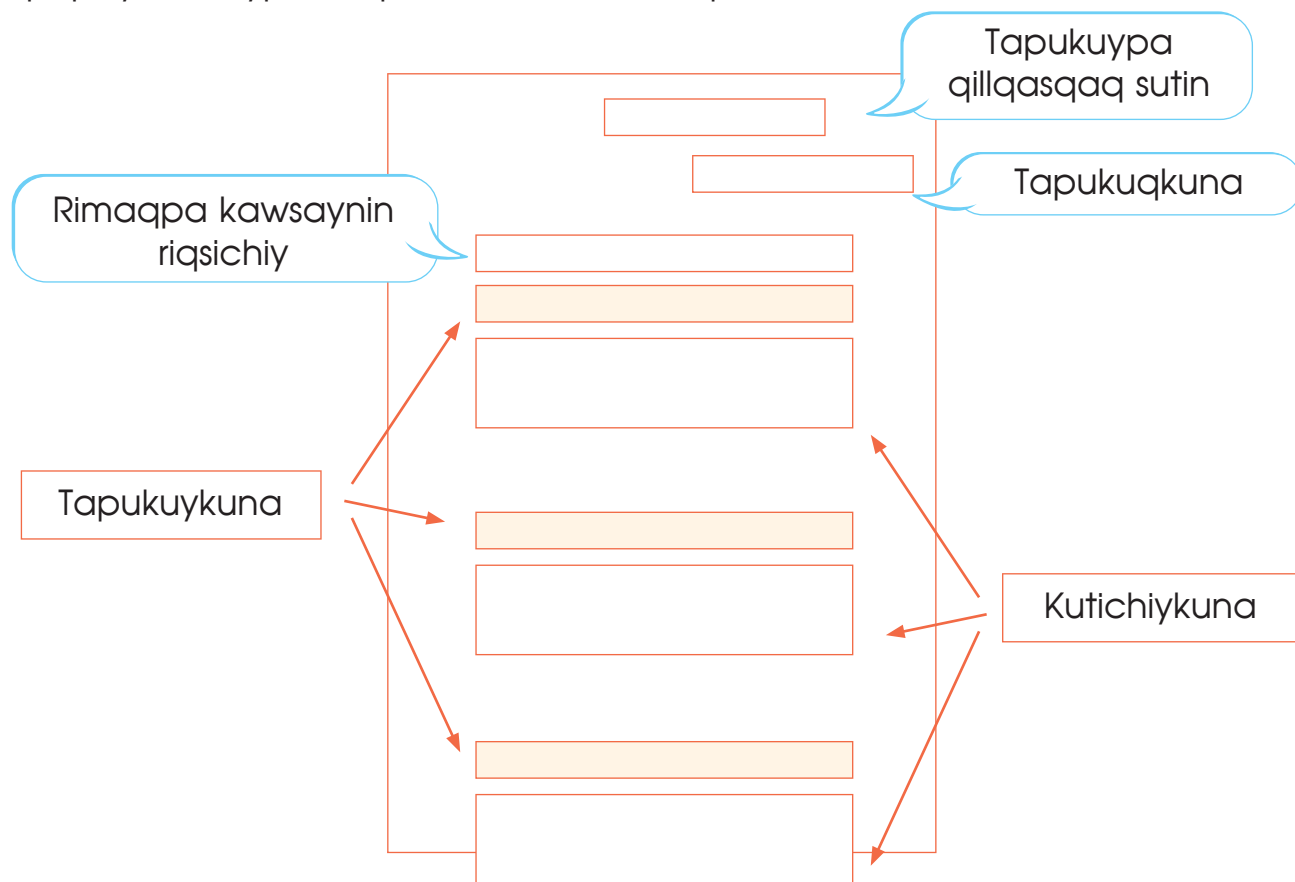 Tapukuypa
qillqasqaq sutin
Tapukuqkuna
Rimaqpa kawsaynin
riqsichiy
Tapukuykuna
Kutichiykuna